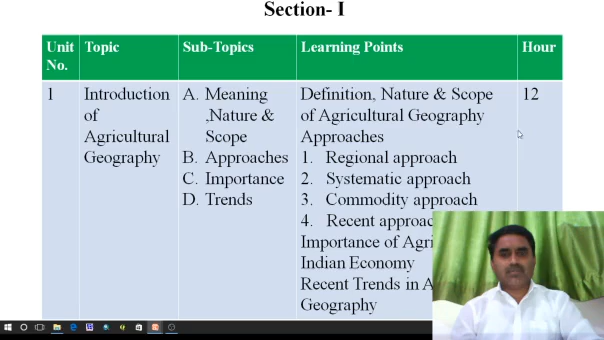 Section- I
Unit No.
Topic
Sub-Topics
Learning Points
Hour
1
Introduction
of
Agricultural
Geography
A. Meaning
,Nature &
Scope
B. Approaches
C. Importance
D. Trends
Definition, Nature & Scope
of Agricultural Geography
Approaches
1. Regional approach
2. Systematic approach
3. Commodity approach
4. Recent approac
Importance of Agri
Indian Economy
Recent Trends in A
Geography
12